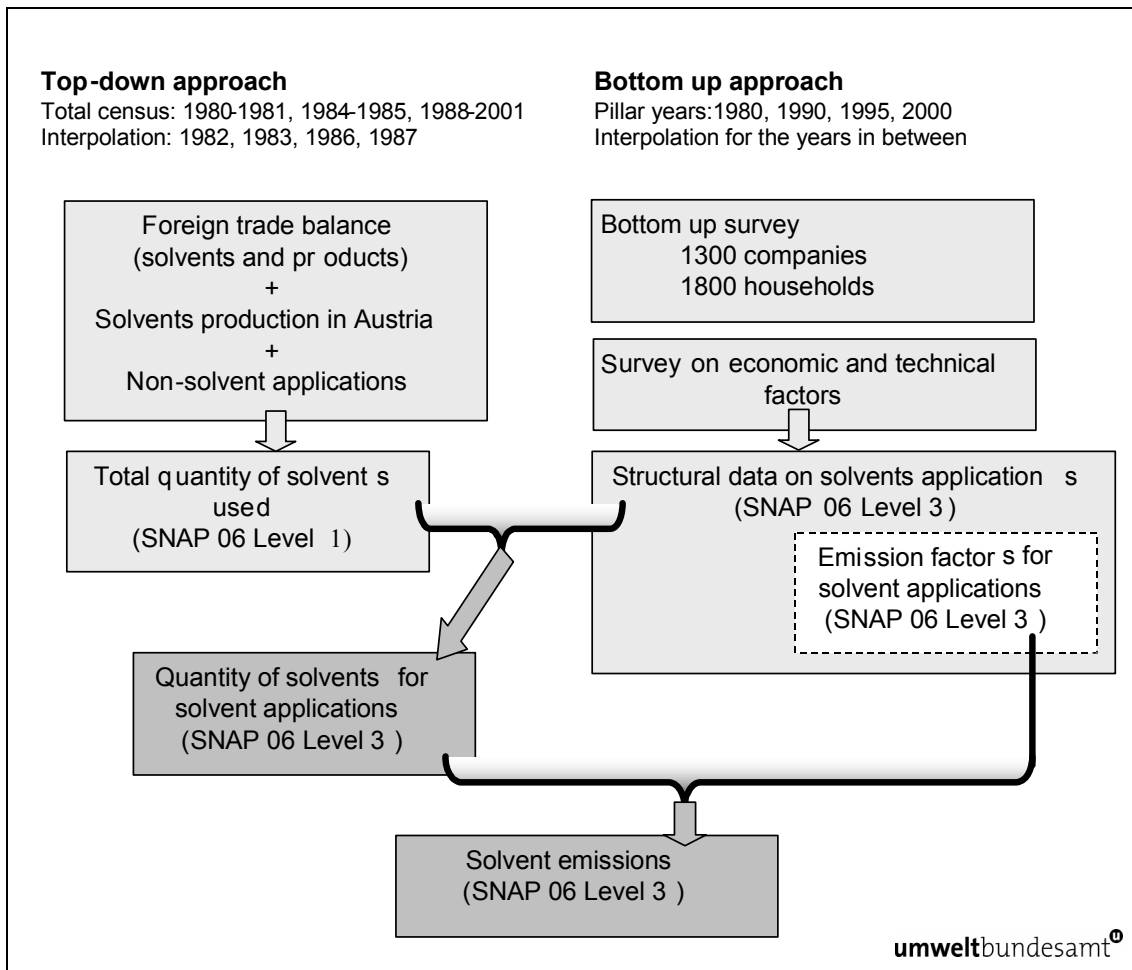 Top-down approach
Total census: 1980-1981, 1984-1985, 1988-2001
Interpolation: 1982, 1983, 1986, 1987
Bottom up approach
Pillar years:1980, 1990, 1995, 2000
Interpolation for the years in between
Foreign trade balance
(solvents and pr oducts)
+
Solvents production in Austria
+
Non-solvent applications
Bottom up survey
1300 companies
1800 households
Survey on economic and technical
factors
Total quantity of solvent s
used
(SNAP 06 Level 1)
Structural data on solvents application s
(SNAP 06 Level 3)
Emission factor s for
solvent applications
(SNAP 06 Level 3 )
Quantity of solvents for
solvent applications
(SNAP 06 Level 3 )
Solvent emissions
(SNAP 06 Level 3 )
umweltbundesamt u